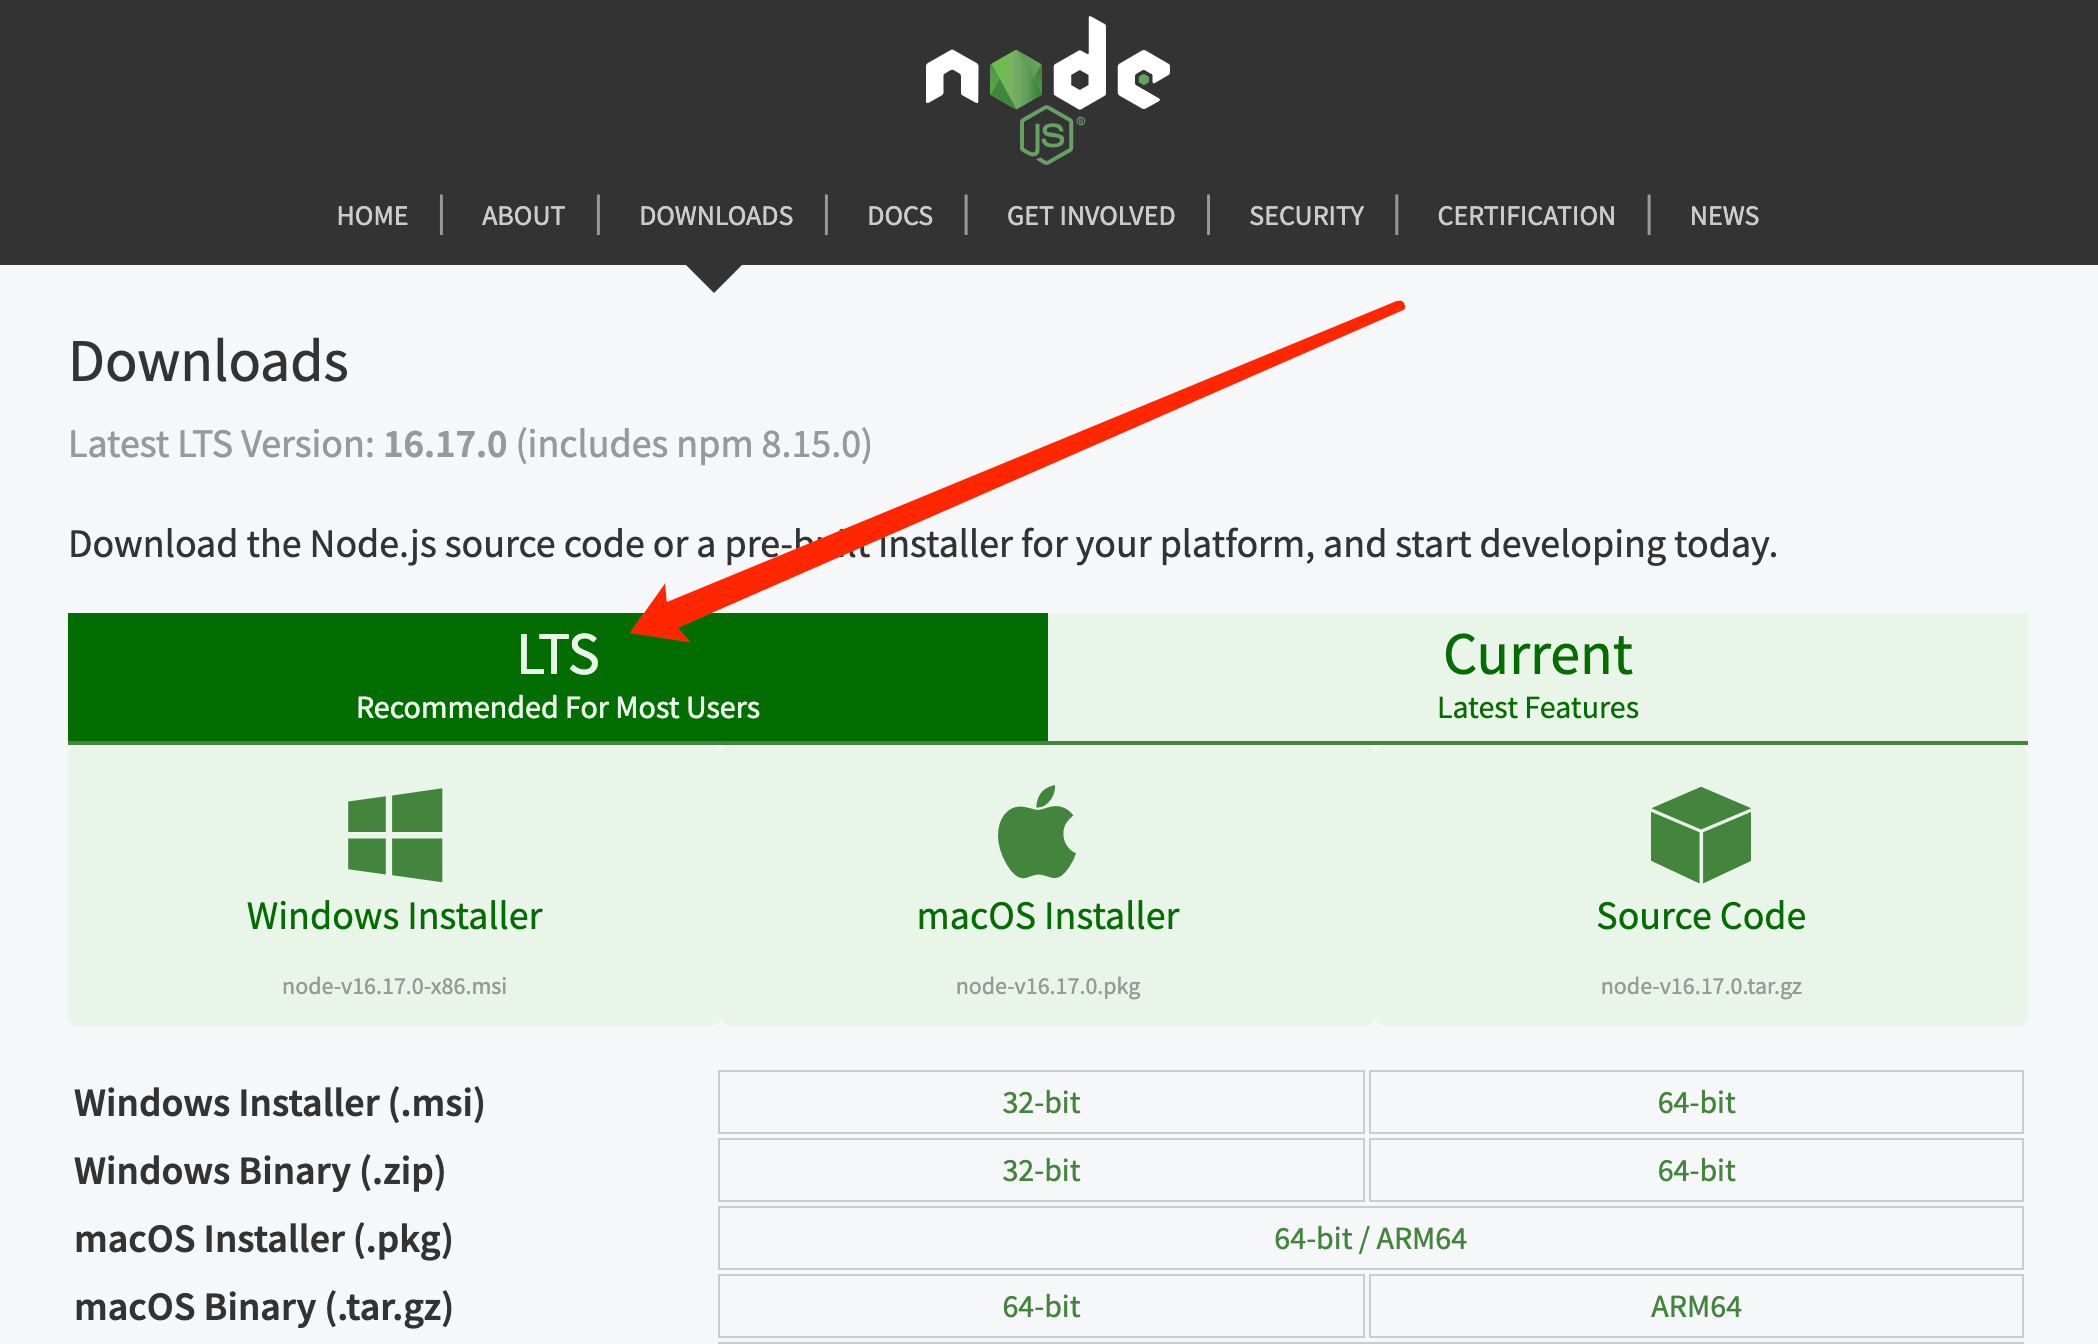 node
JS®
HOME | ABOUT | DOWNLOADS | DOCS | GET INVOLVED | SECURITY | CERTIFICATION | NEWS
Downloads
Latest LTS Version: 16.17.0 (includes npm 8.15.0)
Download the Node.js source code or a pre-built installer for your platform, and start developing today.
LTS
Recommended For Most Users
Current
Latest Features
Windows Installer
node-v16.17.0-x86.msi
macOS Installer
node-v16.17.0.pkg
Source Code
node-v16.17.0.tar.gz
Windows Installer (.msi) 32-bit 64-bit
Windows Binary (.zip) 32-bit 64-bit
macOS Installer (.pkg) 64-bit / ARM64
macOS Binary (.tar.gz) 64-bit ARM64